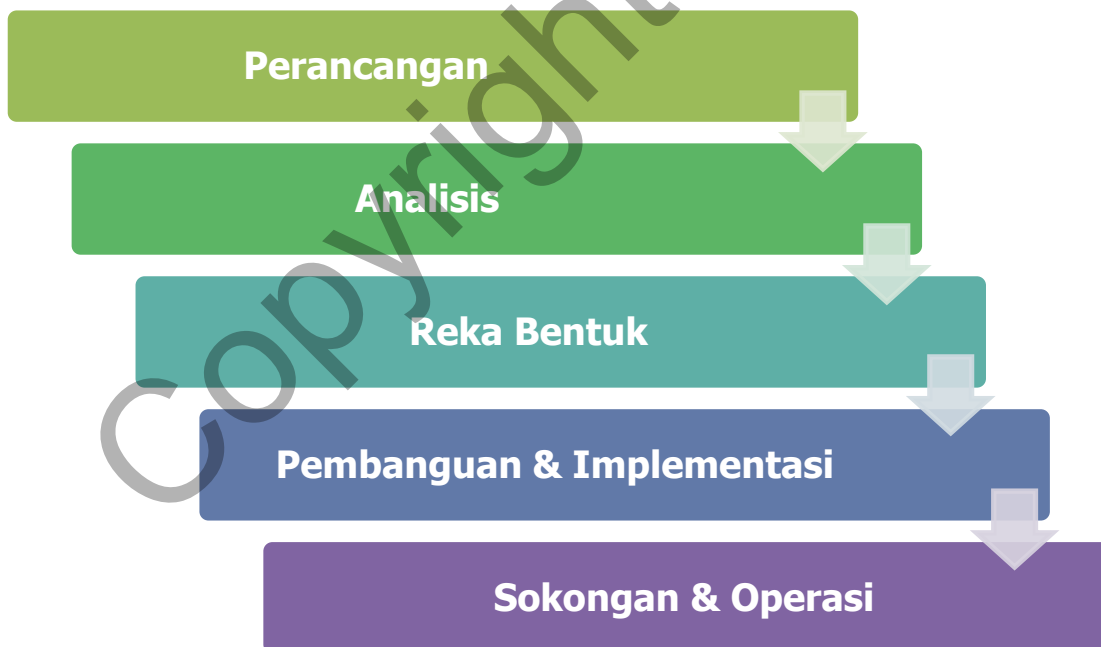 Perancangan
Analisis
Reka Bentuk
Pembanguan & Implementasi
Sokongan & Operasi
Copyright